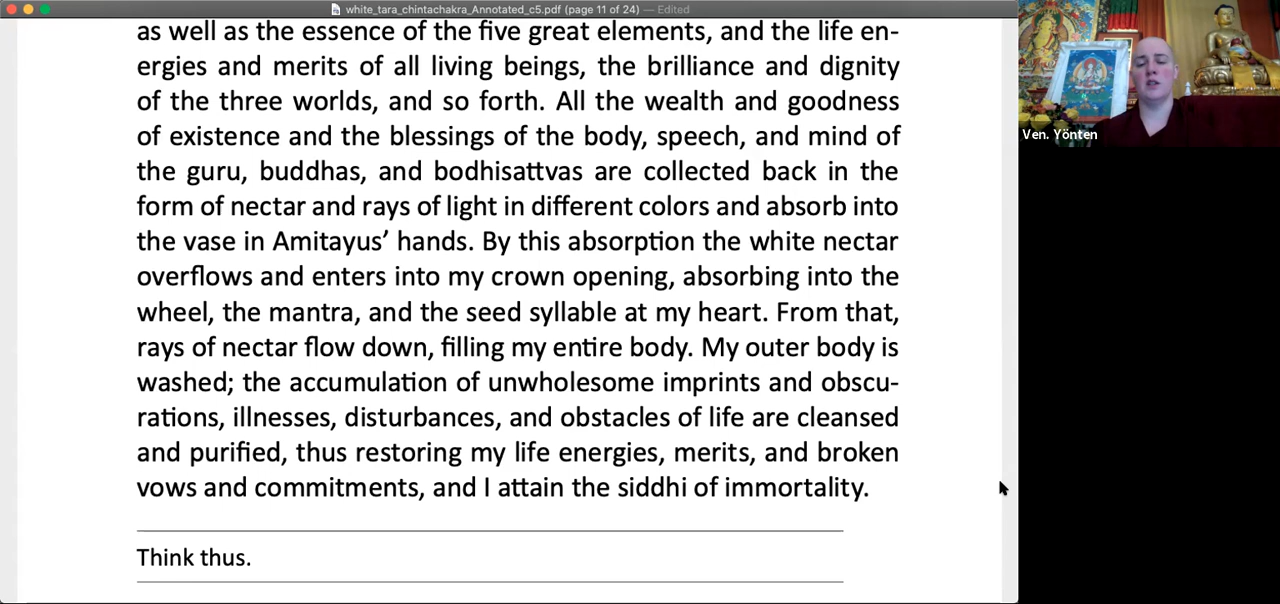 white_tara_chintachakra_Annotated_c5.pdf (page 11 of 24) — Edited
as well as the essence of the five great elements, and the life en-
ergies and merits of all living beings, the brilliance and dignity
of the three worlds, and so forth. All the wealth and goodness
of existence and the blessings of the body, speech, and mind of
the guru, buddhas, and bodhisattvas are collected back in the
form of nectar and rays of light in different colors and absorb into
the vase in Amitayus’ hands. By this absorption the white nectar
overflows and enters into my crown opening, absorbing into the
wheel, the mantra, and the seed syllable at my heart. From that,
rays of nectar flow down, filling my entire body. My outer body is
washed; the accumulation of unwholesome imprints and obscu-
rations, illnesses, disturbances, and obstacles of life are cleansed
and purified, thus restoring my life energies, merits, and broken
vows and commitments, and I attain the siddhi of immortality.
Think thus.
Ven. Yönten